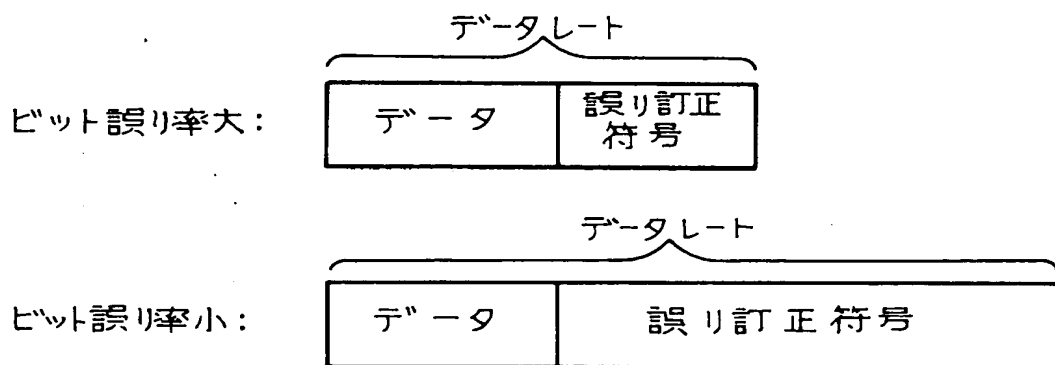 データレート
ビット誤り率大： データ 誤り訂正
符号
データレート
ビット誤り率小： データ 誤り訂正符号